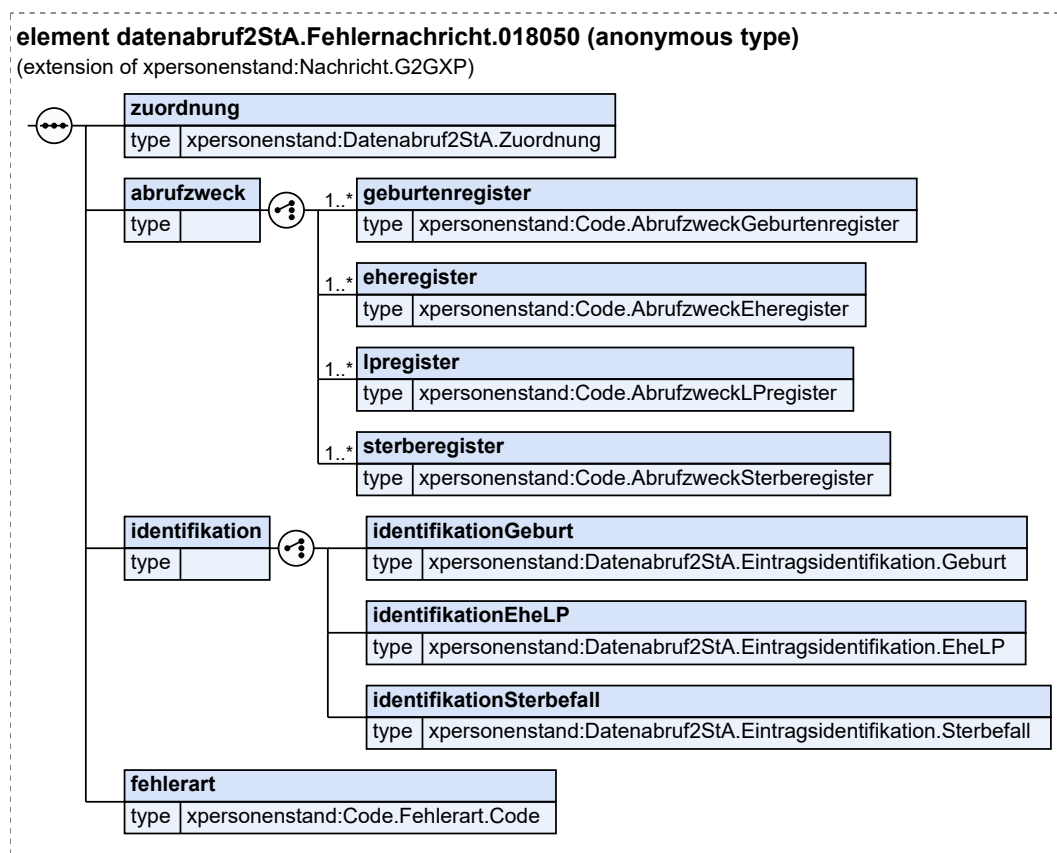 element datenabruf2StA.Fehlernachricht.018050 (anonymous type)
(extension of xpersonenstand:Nachricht.G2GXP)
zuordnung
type xpersonenstand:Datenabruf2StA.Zuordnung
abrufzweck
type
1..* geburtenregister
type xpersonenstand:Code.AbrufzweckGeburtenregister
1..* eheregister
type xpersonenstand:Code.AbrufzweckEheregister
1..* lpregister
type xpersonenstand:Code.AbrufzweckLPregister
1..* sterberegister
type xpersonenstand:Code.AbrufzweckSterberegister
identifikation
type
identifikationGeburt
type xpersonenstand:Datenabruf2StA.Eintragsidentifikation.Geburt
identifikationEheLP
type xpersonenstand:Datenabruf2StA.Eintragsidentifikation.EheLP
identifikationSterbefall
type xpersonenstand:Datenabruf2StA.Eintragsidentifikation.Sterbefall
fehlerart
type xpersonenstand:Code.Fehlerart.Code